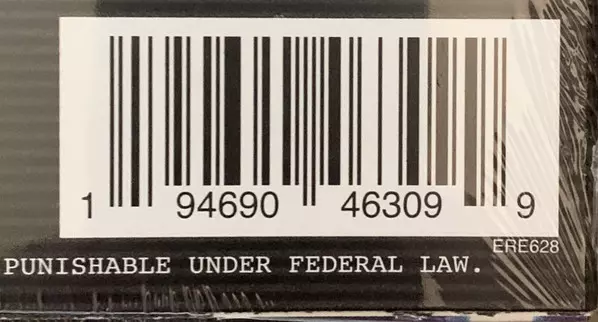 1 94690 46309 9
ERE628
PUNISHABLE UNDER FEDERAL LAW.